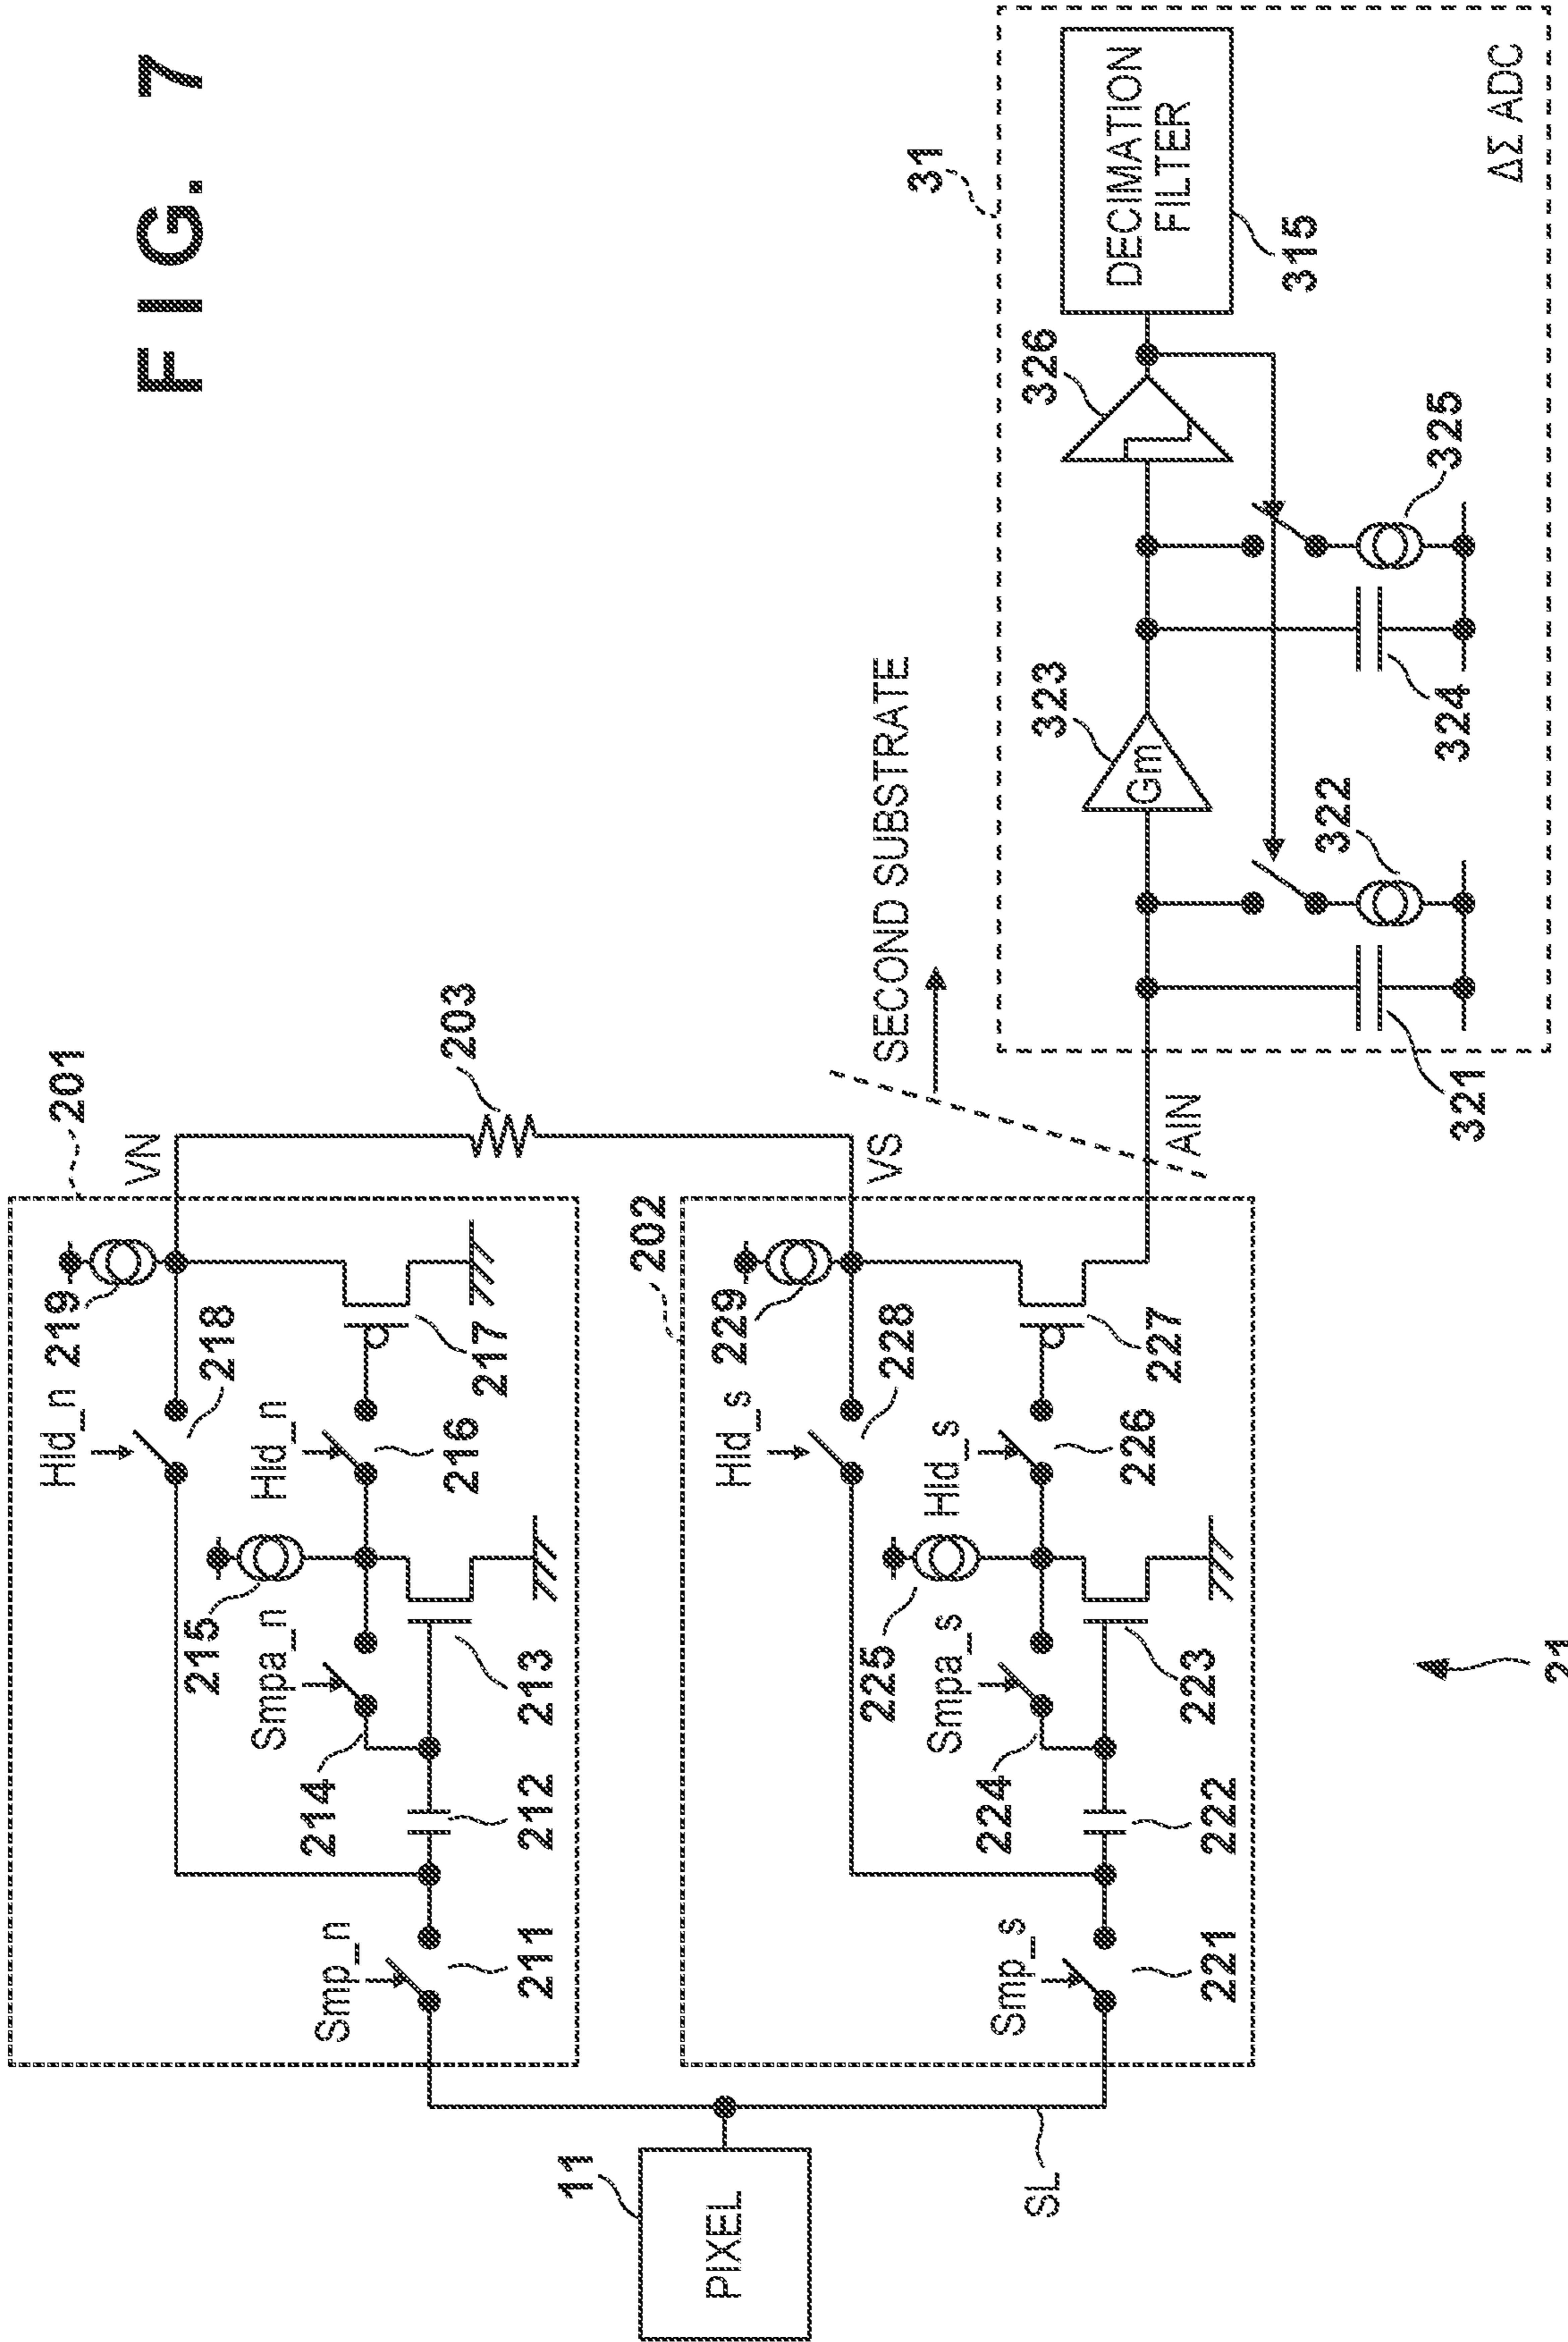 FIG. 7
201
VN
Hld_n
219
218
Hld_n
215
Smpa_n
216
217
214
Smp_n
213
212
211
203
202
VS
Hld_s
229
228
Hld_s
225
Smpa_s
226
227
224
Smp_s
223
222
221
11
PIXEL
SL
21
SECOND SUBSTRATE
AIN
31
323
Gm
326
DECIMATION
FILTER
315
322
325
321
324
ΔΣ ADC